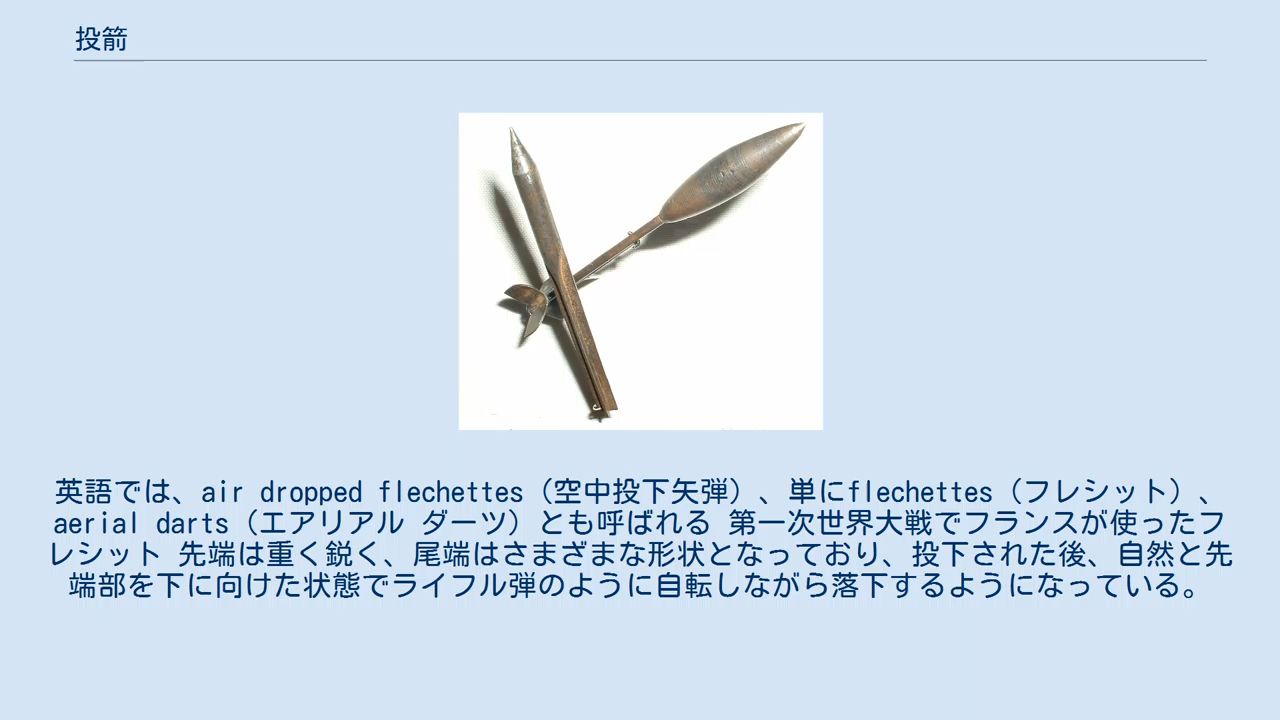 投箭
英語では、air dropped flechettes（空中投下矢弾）、単にflechettes（フレシット）、
aerial darts（エアリアル ダーツ）とも呼ばれる 第一次世界大戦でフランスが使ったフ
レシット 先端は重く鋭く、尾端はさまざまな形状となっており、投下された後、自然と先
端部を下に向けた状態でライフル弾のように自転しながら落下するようになっている。